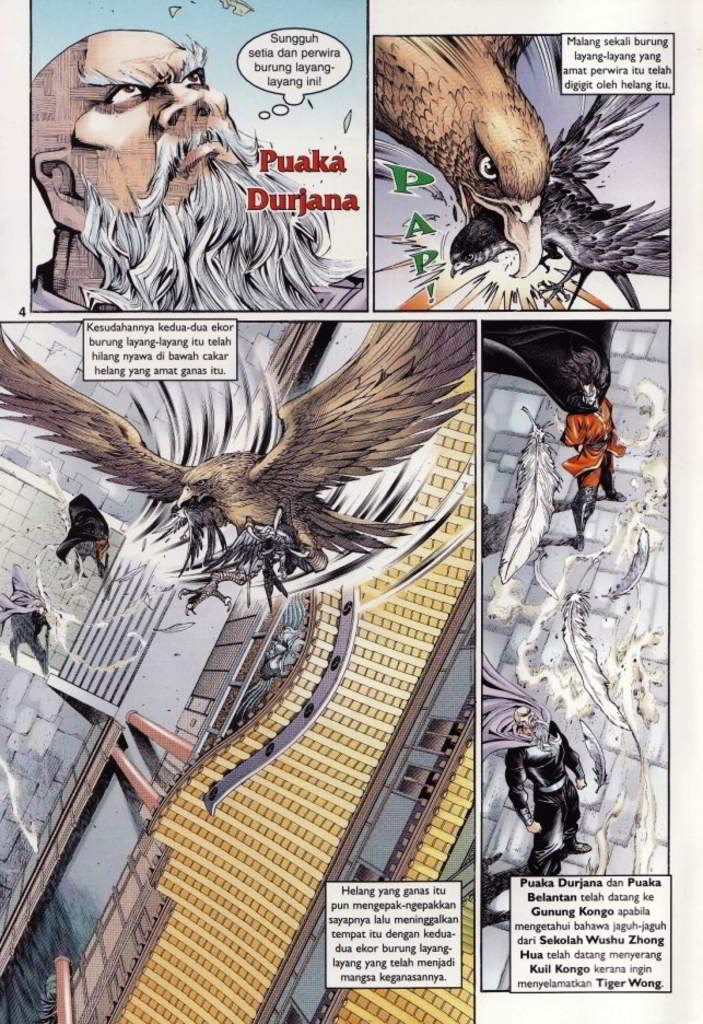 Sungguh
setia dan perwira
burung layang-
layang ini!
Puaka
Durjana
Malang sekali burung
layang-layang yang
amat perwira itu telah
digigit oleh helang itu.
PAP!
4
Kesudahannya kedua-dua ekor
burung layang-layang itu telah
hilang nyawa di bawah cakar
helang yang amat ganas itu.
Helang yang ganas itu
pun mengepak-ngepakkan
sayapnya lalu meninggalkan
tempat itu dengan kedua-
dua ekor burung layang-
layang yang telah menjadi
mangsa keganasannya.
Puaka Durjana dan Puaka
Belantan telah datang ke
Gunung Kongo apabila
mengetahui bahawa jaguh-jaguh
dari Sekolah Wushu Zhong
Hua telah datang menyerang
Kuil Kongo kerana ingin
menyelamatkan Tiger Wong.